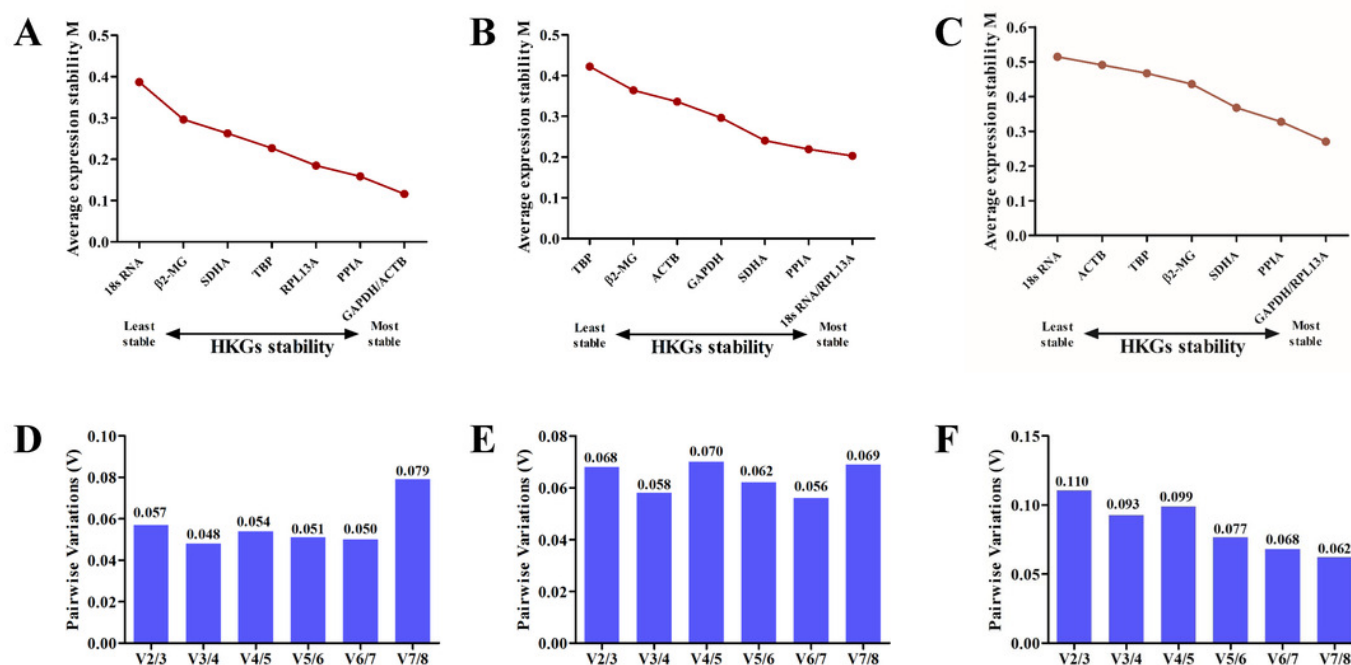 A
Average expression stability M
0.5
0.4
0.3
0.2
0.1
0.0
18s RNA
β2-MG
SDHA
TBP
RPL13A
PPIA
GAPDH/ACTB
Least
stable
Most
stable
HKGs stability
B
Average expression stability M
0.5
0.4
0.3
0.2
0.1
0.0
TBP
β2-MG
ACTB
GAPDH
SDHA
PPIA
18s RNA/RPL13A
Least
stable
Most
stable
HKGs stability
C
Average expression stability M
0.6
0.5
0.4
0.3
0.2
0.1
0.0
18s RNA
ACTB
TBP
β2-MG
SDHA
PPIA
GAPDH/RPL13A
Least
stable
Most
stable
HKGs stability
D
Pairwise Variations (V)
0.10
0.08
0.06
0.04
0.02
0.00
0.057
0.048
0.054
0.051
0.050
0.079
V2/3
V3/4
V4/5
V5/6
V6/7
V7/8
E
Pairwise Variations (V)
0.08
0.06
0.04
0.02
0.00
0.068
0.058
0.070
0.062
0.056
0.069
V2/3
V3/4
V4/5
V5/6
V6/7
V7/8
F
Pairwise Variations (V)
0.15
0.10
0.05
0.00
0.110
0.093
0.099
0.077
0.068
0.062
V2/3
V3/4
V4/5
V5/6
V6/7
V7/8